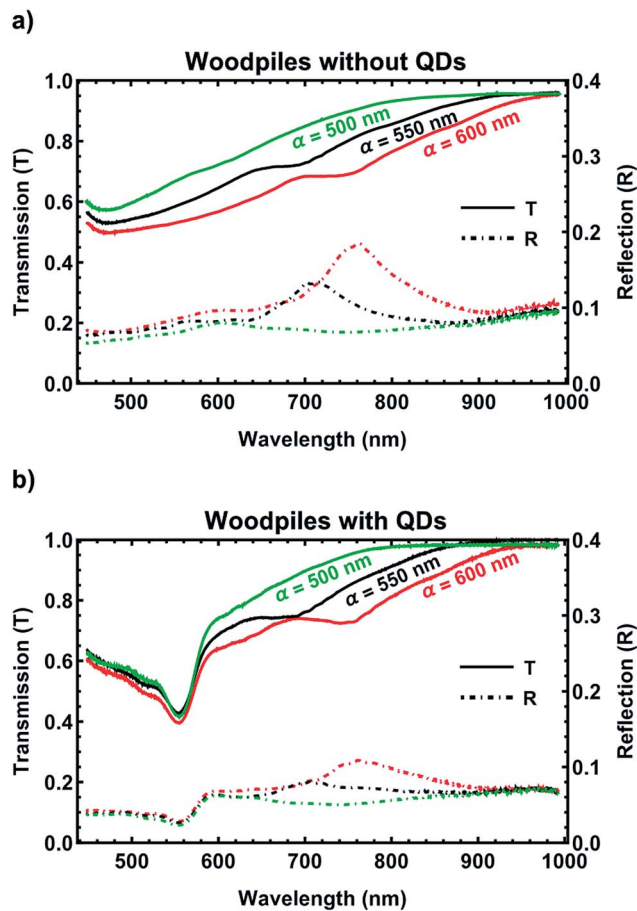 a)
Woodpiles without QDs
1.0
0.8
0.6
0.4
0.2
0.0
Transmission (T)
α = 500 nm
α = 550 nm
α = 600 nm
T
R
0.4
0.3
0.2
0.1
0.0
Reflection (R)
500 600 700 800 900 1000
Wavelength (nm)
b)
Woodpiles with QDs
1.0
0.8
0.6
0.4
0.2
0.0
Transmission (T)
α = 500 nm
α = 550 nm
α = 600 nm
T
R
0.4
0.3
0.2
0.1
0.0
Reflection (R)
500 600 700 800 900 1000
Wavelength (nm)